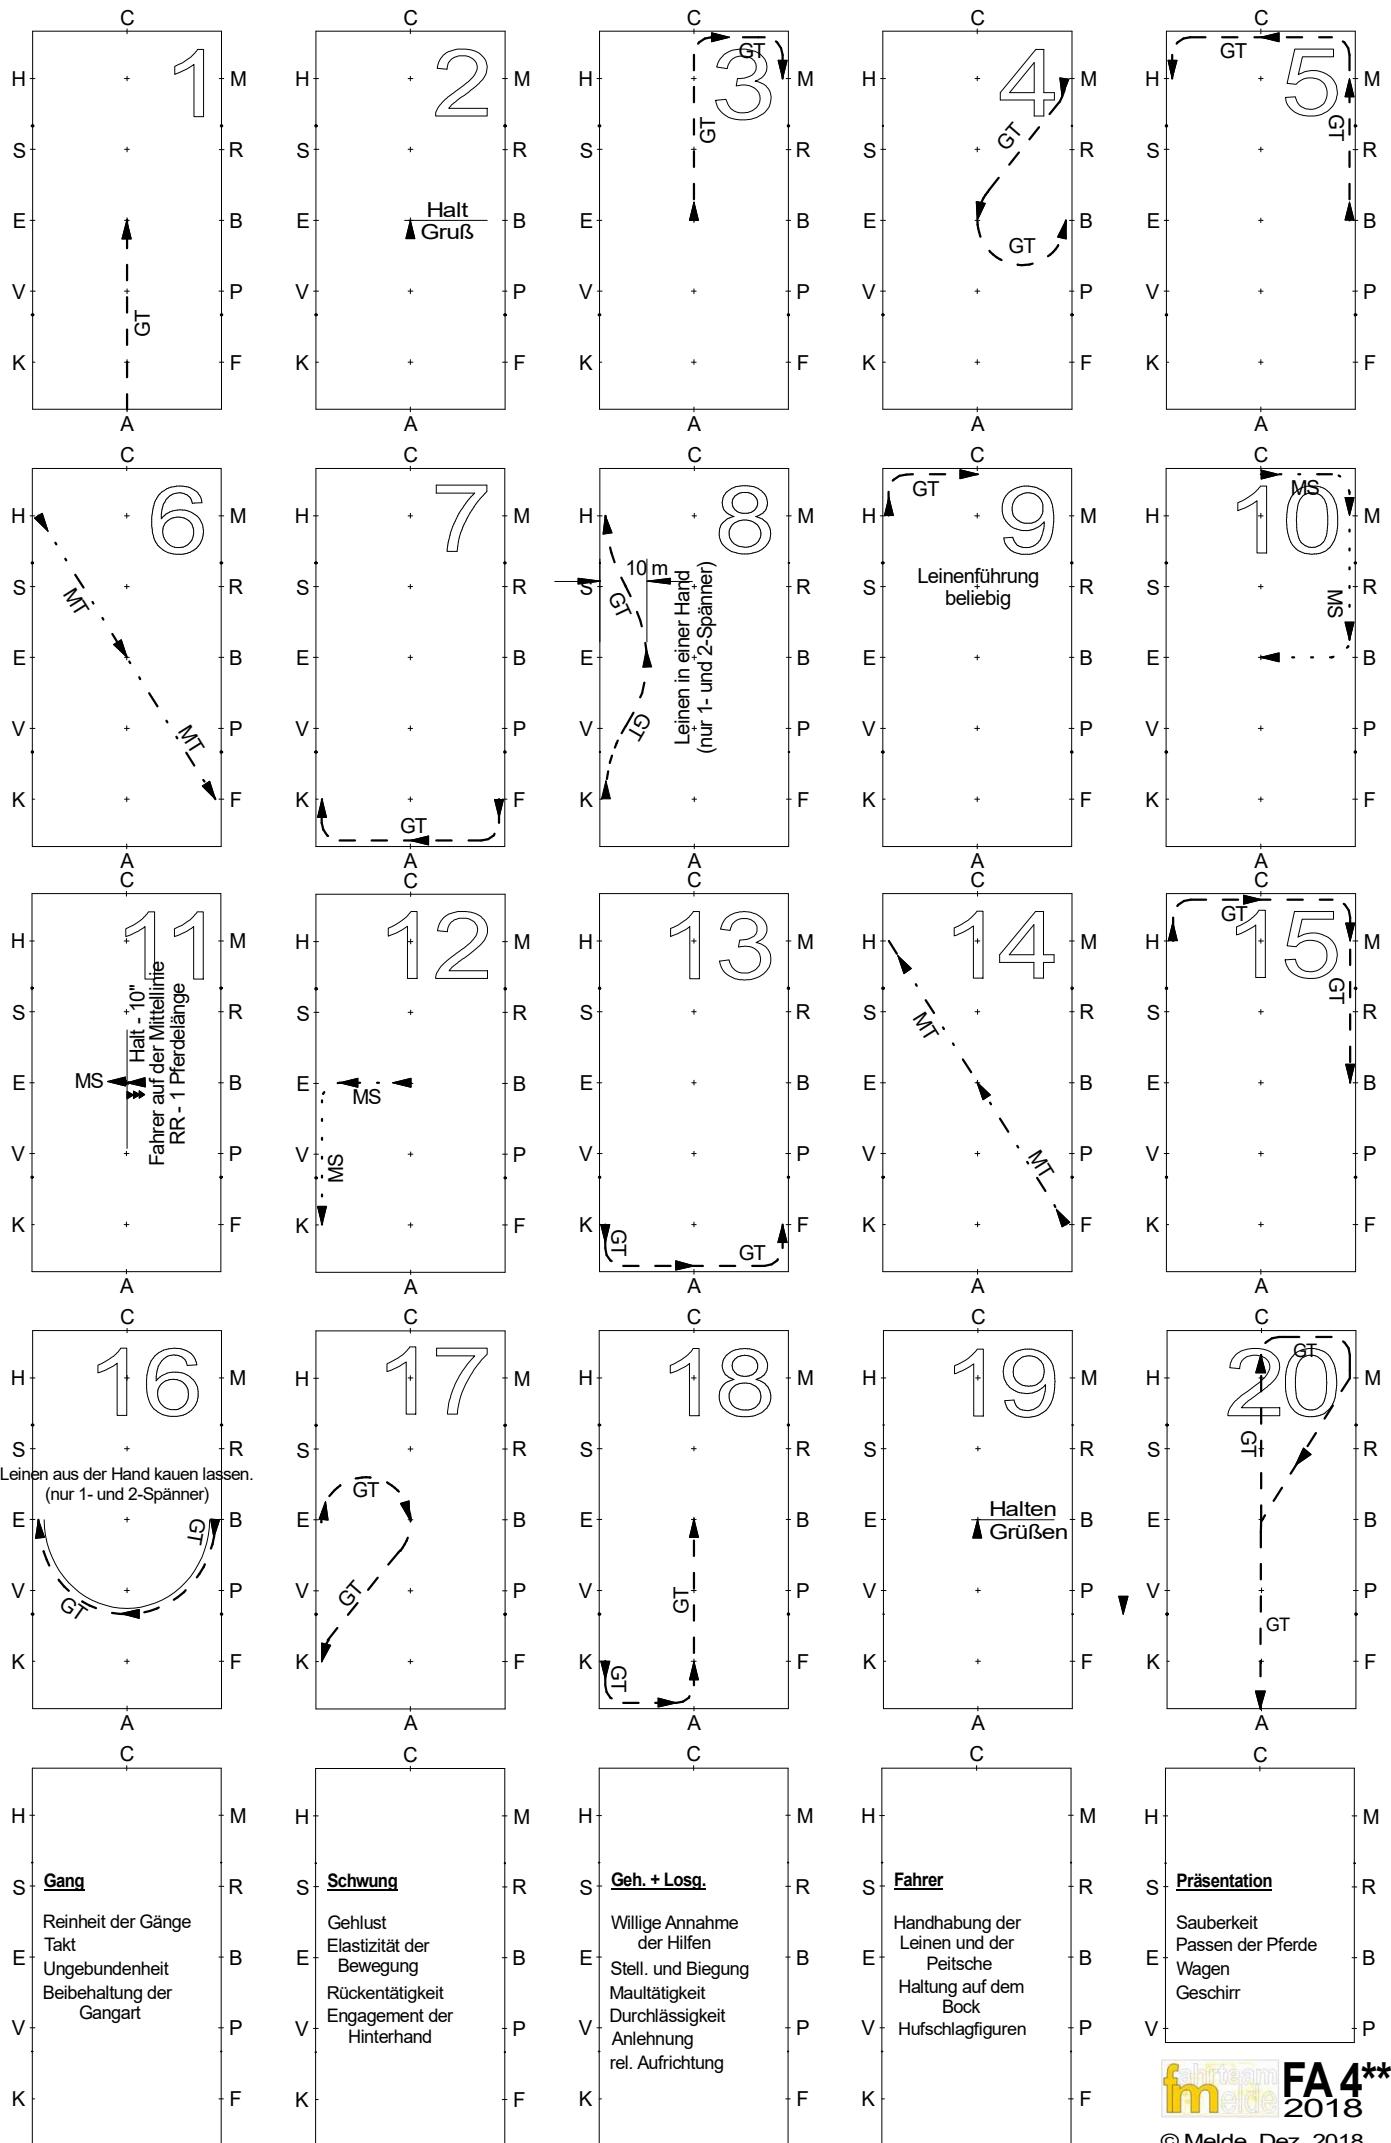 C
H 1 M
S R
E B
V P
GT
K F
A
C
H 2 M
S R
Halt
E B
Gruß
V P
K F
A
C
GT
H 3 M
GT
S R
E B
V P
K F
A
C
H 4 M
GT
S R
E B
GT
V P
K F
A
C
GT
H 5 M
GT
S R
E B
V P
K F
A
C
H 6 M
S R
MT
E B
V P
MT
K F
A
C
H 7 M
S R
E B
V P
K F
GT
A
C
H 8 M
10 m
S R
GT
Leinen in einer Hand
(nur 1- und 2-Spänner)
E B
GT
V P
K F
A
C
GT
H 9 M
Leinenführung
beliebig
S R
E B
V P
K F
A
C
MS
H 10 M
S R
MS
E B
V P
K F
A
C
H 11 M
S R
Halt - 10"
Fahrer auf der Mittellinie
RR - 1 Pferdelänge
E MS B
V P
K F
A
C
H 12 M
S R
E B
MS
V P
MS
K F
A
C
H 13 M
S R
E B
V P
K F
GT
GT
A
C
H 14 M
S R
MT
E B
V P
MT
K F
A
C
GT
H 15 M
GT
S R
E B
V P
K F
A
C
H 16 M
S R
Leinen aus der Hand kauen lassen.
(nur 1- und 2-Spänner)
E B
GT
V P
GT
K F
A
C
H 17 M
S R
GT
E B
V P
GT
K F
A
C
H 18 M
S R
E B
V P
GT
K F
GT
A
C
H 19 M
S R
Halten
E B
Grüßen
V P
K F
A
C
GT
H 20 M
GT
S R
E B
V P
GT
K F
A
C
H M
S Gang R
Reinheit der Gänge
Takt
E B
Ungebundenheit
Beibehaltung der
Gangart
V P
K F
C
H M
S Schwung R
Gehlust
Elastizität der
E B
Bewegung
Rückentätigkeit
Engagement der
V P
Hinterhand
K F
C
H M
S Geh. + Losg. R
Willige Annahme
der Hilfen
E B
Stell. und Biegung
Maultätigkeit
Durchlässigkeit
V P
Anlehnung
rel. Aufrichtung
K F
C
H M
S Fahrer R
Handhabung der
Leinen und der
E B
Peitsche
Haltung auf dem
Bock
V P
Hufschlagfiguren
K F
C
H M
S Präsentation R
Sauberkeit
Passen der Pferde
E B
Wagen
Geschirr
V P
fahrteam
melde
FA 4**
2018
© Melde, Dez. 2018